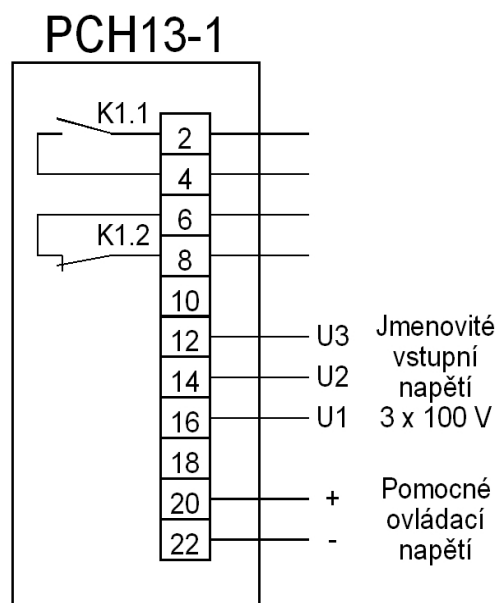 PCH13-1
K1.1
2
4
6
K1.2
8
10
12
U3
Jmenovité
vstupní
14
U2
napětí
16
U1
3 x 100 V
18
20
+
Pomocné
ovládací
22
-
napětí